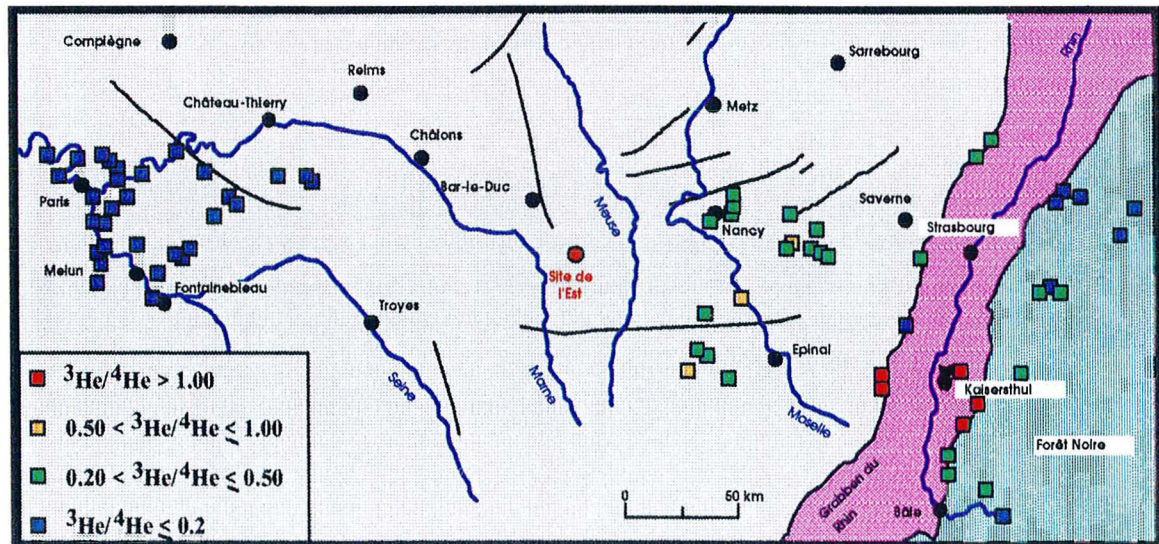 Compiègne
Reims
Sarrebourg
Rhin
Château-Thierry
Metz
Châlons
Bar-le-Duc
Paris
Meuse
Nancy
Saverne
Strasbourg
Melun
Site de
l'Est
Fontainebleau
Troyes
Epinal
Seine
Marne
Moselle
Kaisersthul
Forêt Noire
Grabben du
Rhin
Bâle
0 50 km
³He/⁴He > 1.00
0.50 < ³He/⁴He ≤ 1.00
0.20 < ³He/⁴He ≤ 0.50
³He/⁴He ≤ 0.2